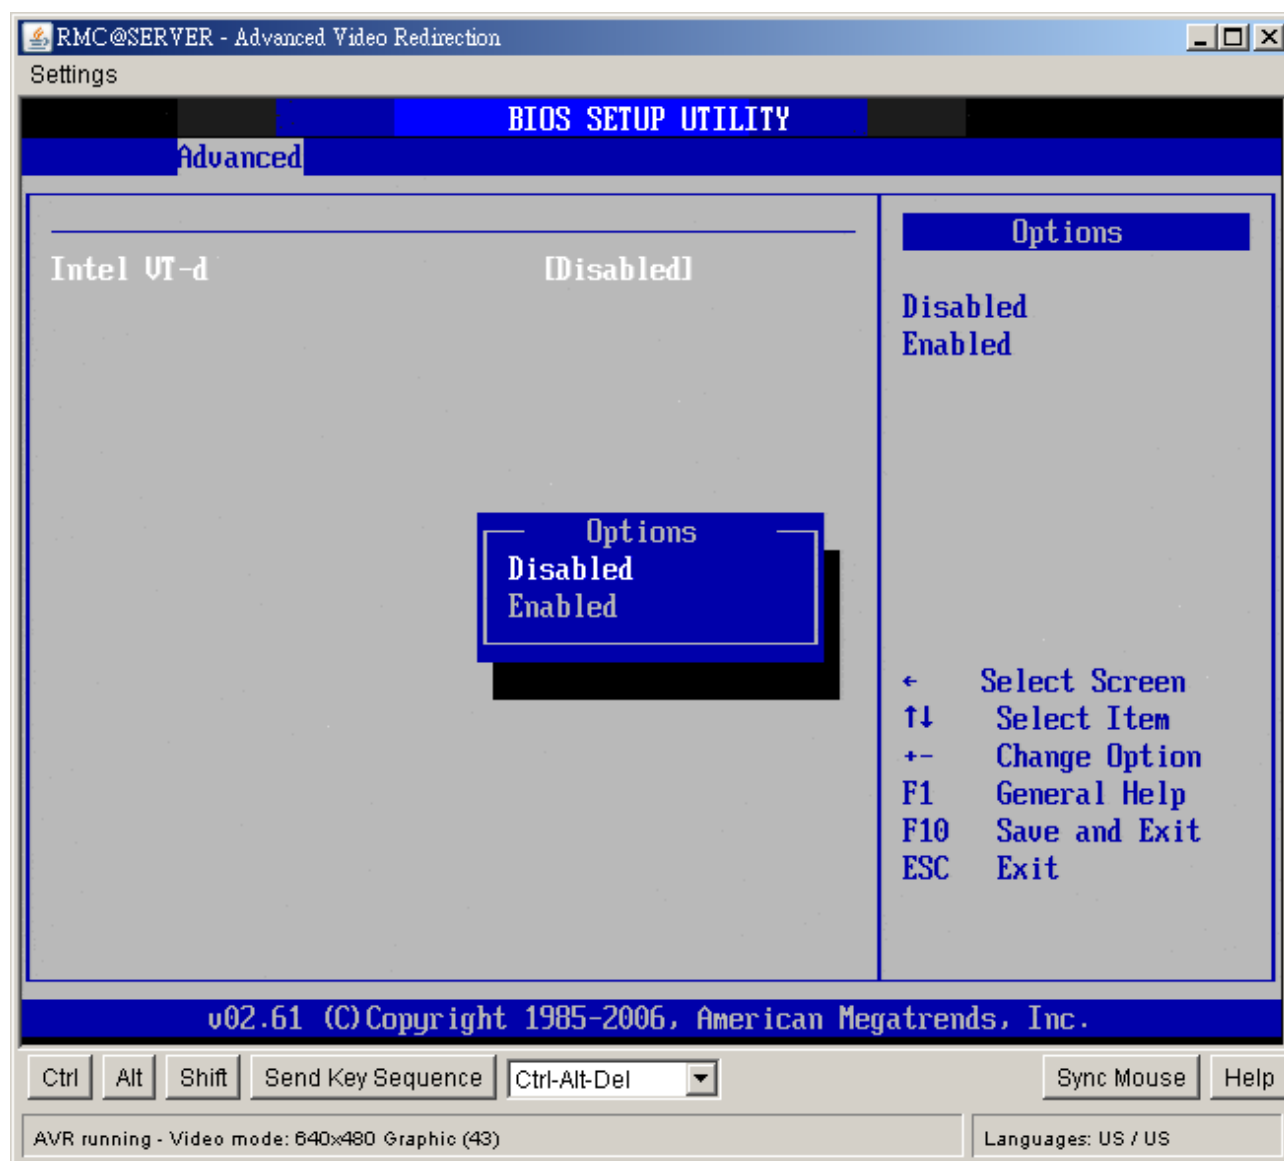 RMC@SERVER - Advanced Video Redirection
Settings
BIOS SETUP UTILITY
Advanced
Intel VT-d [Disabled]
Options
Disabled
Enabled
Options
Disabled
Enabled
← Select Screen
↑↓ Select Item
+- Change Option
F1 General Help
F10 Save and Exit
ESC Exit
v02.61 (C)Copyright 1985-2006, American Megatrends, Inc.
Ctrl Alt Shift Send Key Sequence Ctrl-Alt-Del Sync Mouse Help
AVR running - Video mode: 640x480 Graphic (43) Languages: US / US